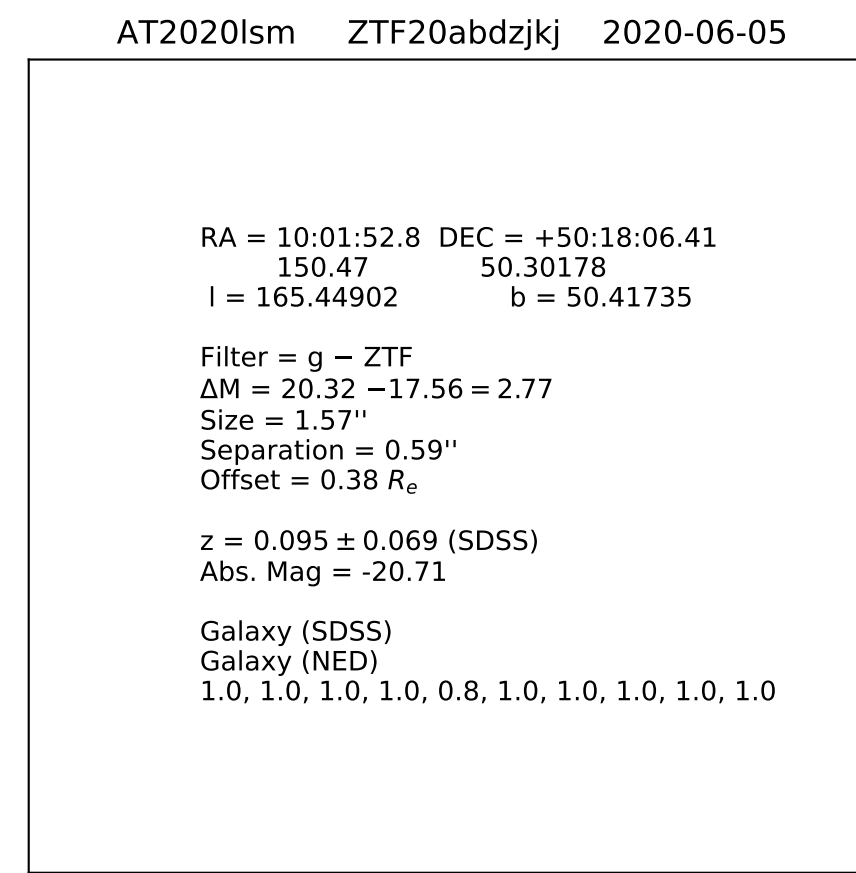 AT2020lsm ZTF20abdzjkj 2020-06-05
RA = 10:01:52.8 DEC = +50:18:06.41
150.47 50.30178
l = 165.44902 b = 50.41735
Filter = g − ZTF
ΔM = 20.32 −17.56 = 2.77
Size = 1.57''
Separation = 0.59''
Offset = 0.38 Re
z = 0.095 ± 0.069 (SDSS)
Abs. Mag = -20.71
Galaxy (SDSS)
Galaxy (NED)
1.0, 1.0, 1.0, 1.0, 0.8, 1.0, 1.0, 1.0, 1.0, 1.0